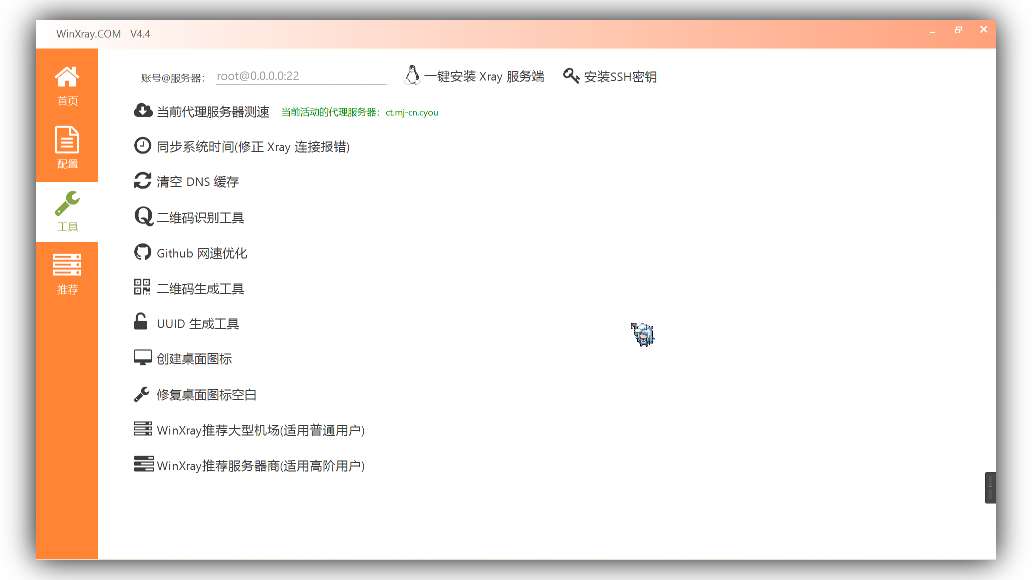 WinXray.COM V4.4
首页
配置
工具
推荐
账号@服务器： root@0.0.0.0:22 一键安装 Xray 服务端 安装SSH密钥
当前代理服务器测速 当前活动的代理服务器：ct.mj-cn.cyou
同步系统时间(修正 Xray 连接报错)
清空 DNS 缓存
二维码识别工具
Github 网速优化
二维码生成工具
UUID 生成工具
创建桌面图标
修复桌面图标空白
WinXray推荐大型机场(适用普通用户)
WinXray推荐服务器商(适用高阶用户)